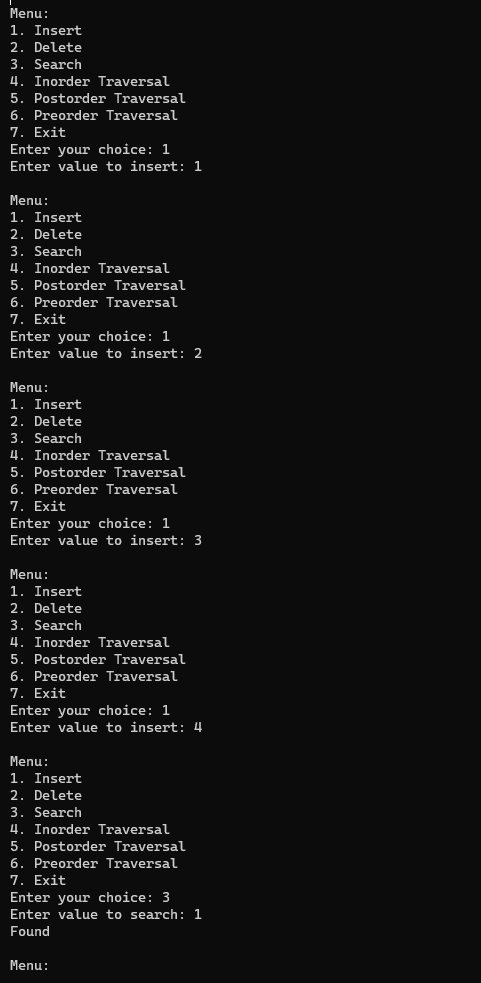 Menu:
1. Insert
2. Delete
3. Search
4. Inorder Traversal
5. Postorder Traversal
6. Preorder Traversal
7. Exit
Enter your choice: 1
Enter value to insert: 1

Menu:
1. Insert
2. Delete
3. Search
4. Inorder Traversal
5. Postorder Traversal
6. Preorder Traversal
7. Exit
Enter your choice: 1
Enter value to insert: 2

Menu:
1. Insert
2. Delete
3. Search
4. Inorder Traversal
5. Postorder Traversal
6. Preorder Traversal
7. Exit
Enter your choice: 1
Enter value to insert: 3

Menu:
1. Insert
2. Delete
3. Search
4. Inorder Traversal
5. Postorder Traversal
6. Preorder Traversal
7. Exit
Enter your choice: 1
Enter value to insert: 4

Menu:
1. Insert
2. Delete
3. Search
4. Inorder Traversal
5. Postorder Traversal
6. Preorder Traversal
7. Exit
Enter your choice: 3
Enter value to search: 1
Found

Menu: